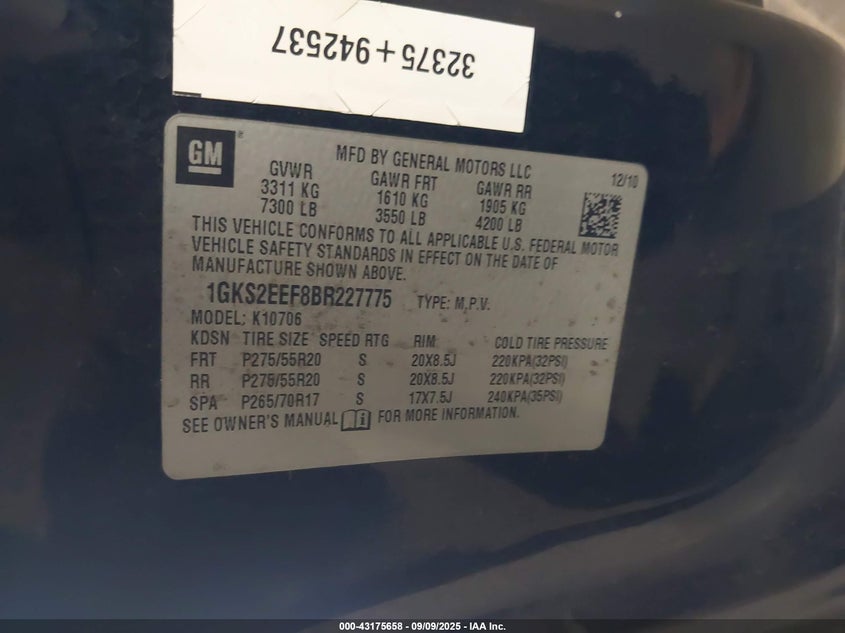 32375+942537
GM
MFD BY GENERAL MOTORS LLC
12/10
GVWR GAWR FRT GAWR RR
3311 KG 1610 KG 1905 KG
7300 LB 3550 LB 4200 LB
THIS VEHICLE CONFORMS TO ALL APPLICABLE U.S. FEDERAL MOTOR
VEHICLE SAFETY STANDARDS IN EFFECT ON THE DATE OF
MANUFACTURE SHOWN ABOVE.
1GKS2EEF8BR227775 TYPE: M.P.V.
MODEL: K10706
KDSN TIRE SIZE SPEED RTG RIM COLD TIRE PRESSURE
FRT P275/55R20 S 20X8.5J 220KPA(32PSI)
RR P275/55R20 S 20X8.5J 220KPA(32PSI)
SPA P265/70R17 S 17X7.5J 240KPA(35PSI)
SEE OWNER'S MANUAL FOR MORE INFORMATION.
000-43175658 - 09/09/2025 - IAA Inc.